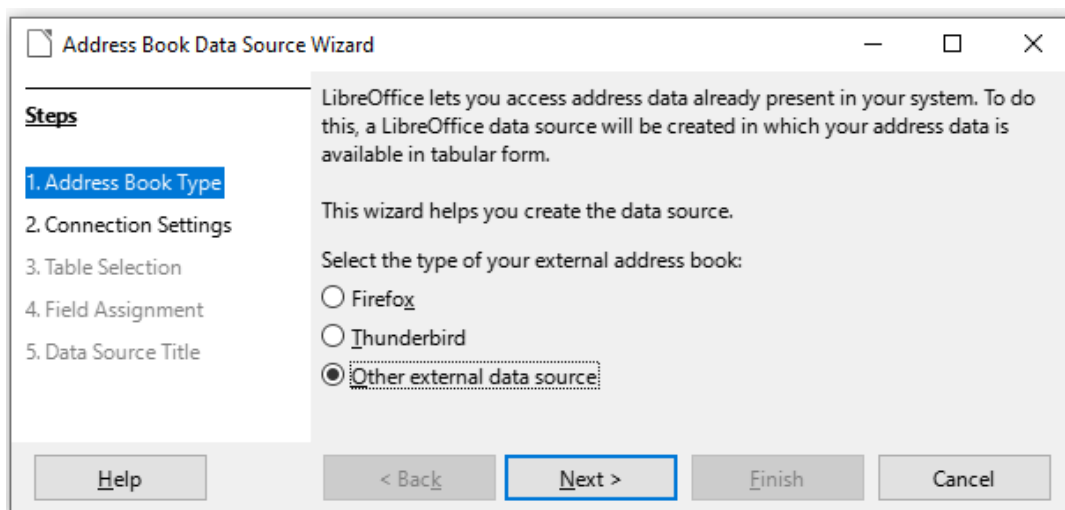 Address Book Data Source Wizard
Steps
1. Address Book Type
2. Connection Settings
3. Table Selection
4. Field Assignment
5. Data Source Title
LibreOffice lets you access address data already present in your system. To do
this, a LibreOffice data source will be created in which your address data is
available in tabular form.
This wizard helps you create the data source.
Select the type of your external address book:
Firefox
Thunderbird
Other external data source
Help
< Back
Next >
Finish
Cancel